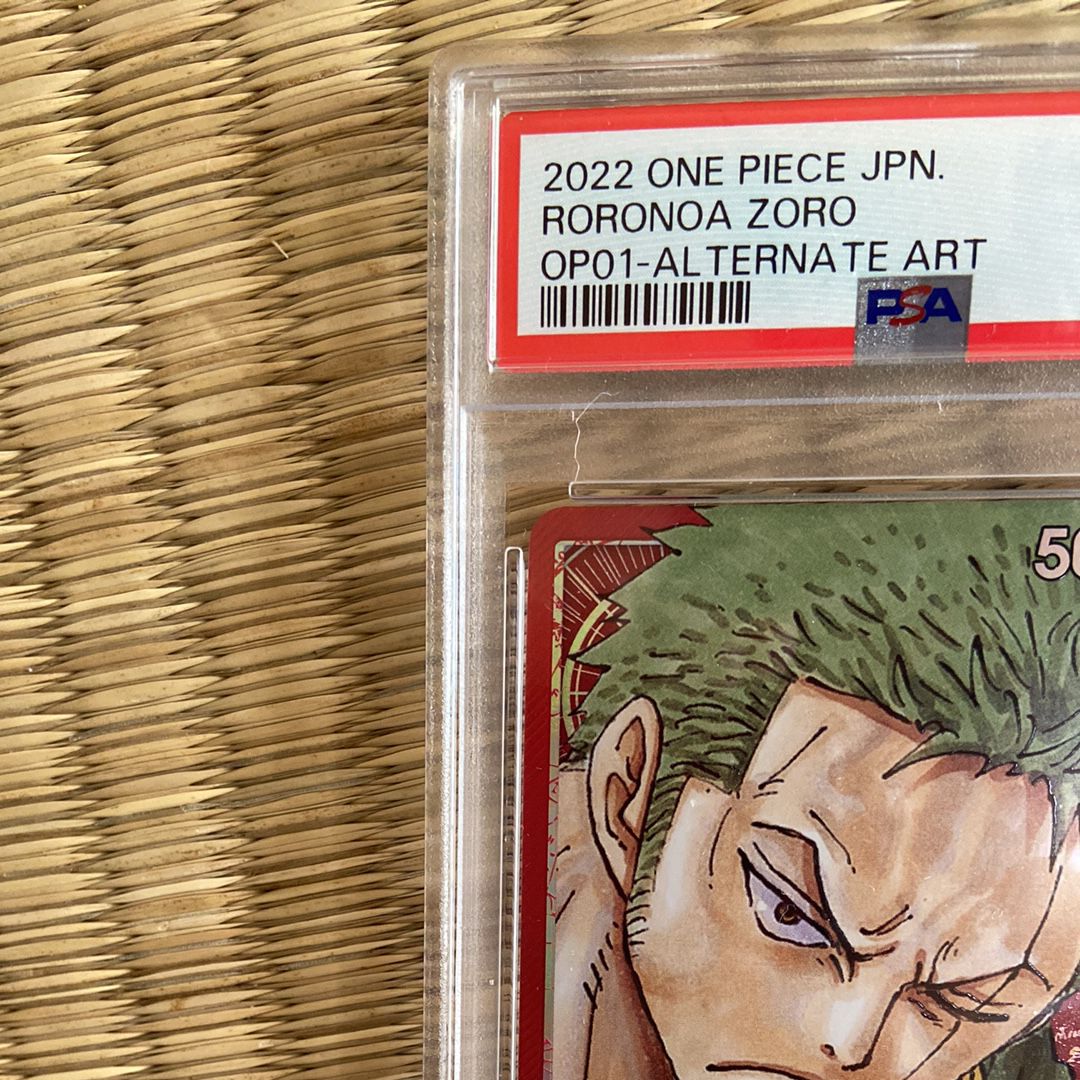 2022 ONE PIECE JPN.
RORONOA ZORO
OP01-ALTERNATE ART
PSA